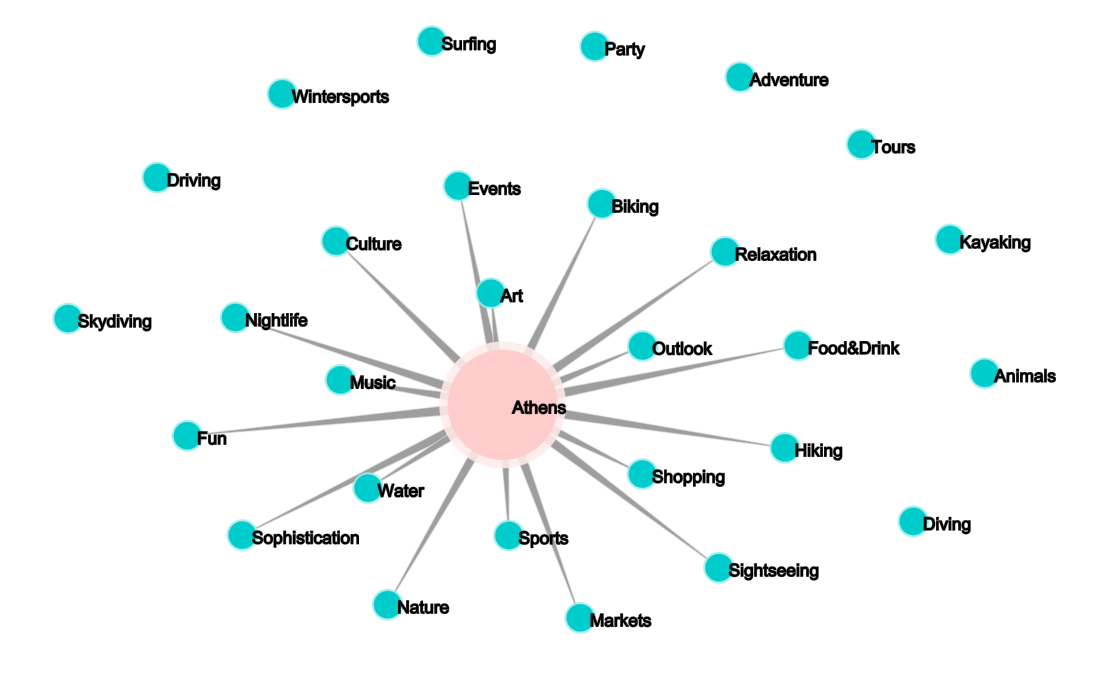 Surfing
Party
Adventure
Wintersports
Tours
Driving
Events
Biking
Culture
Kayaking
Relaxation
Art
Skydiving
Nightlife
Outlook
Food&Drink
Animals
Music
Athens
Fun
Hiking
Shopping
Water
Diving
Sophistication
Sports
Sightseeing
Nature
Markets